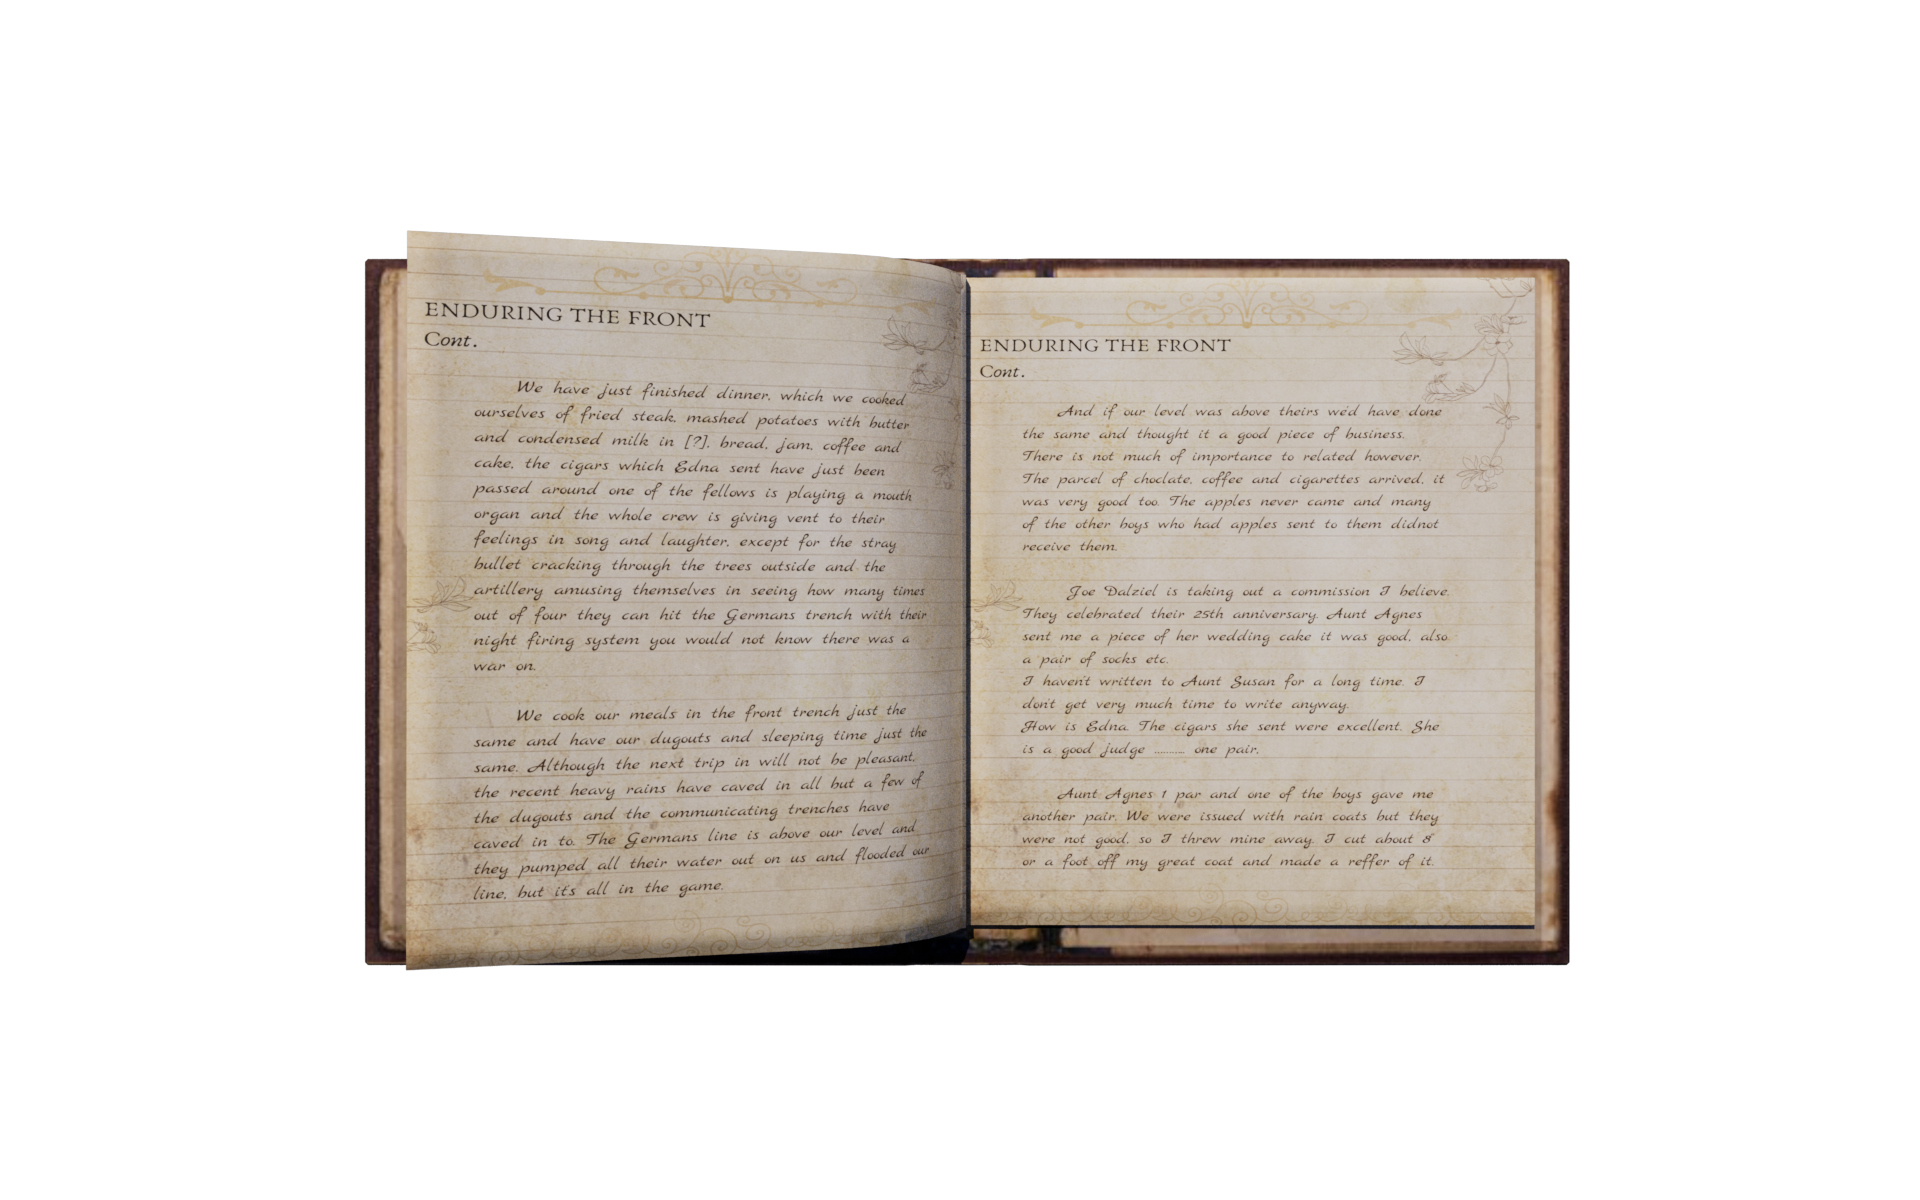 ENDURING THE FRONT
Cont.
We have just finished dinner, which we cooked
ourselves of fried steak, mashed potatoes with butter
and condensed milk in [?], bread, jam, coffee and
cake, the cigars which Edna sent have just been
passed around one of the fellows is playing a mouth
organ and the whole crew is giving vent to their
feelings in song and laughter, except for the stray
bullet cracking through the trees outside and the
artillery amusing themselves in seeing how many times
out of four they can hit the Germans trench with their
night firing system you would not know there was a
war on.
We cook our meals in the front trench just the
same and have our dugouts and sleeping time just the
same. Although the next trip in will not be pleasant,
the recent heavy rains have caved in all but a few of
the dugouts and the communicating trenches have
caved in to. The Germans line is above our level and
they pumped all their water out on us and flooded our
line, but it's all in the game.
ENDURING THE FRONT
Cont.
And if our level was above theirs we'd have done
the same and thought it a good piece of business.
There is not much of importance to related however.
The parcel of choclate, coffee and cigarettes arrived, it
was very good too. The apples never came and many
of the other boys who had apples sent to them didnot
receive them.
Joe Dalziel is taking out a commission I believe.
They celebrated their 25th anniversary. Aunt Agnes
sent me a piece of her wedding cake it was good, also
a pair of socks etc.
I haven't written to Aunt Susan for a long time. I
don't get very much time to write anyway.
How is Edna. The cigars she sent were excellent. She
is a good judge .......... one pair,
Aunt Agnes 1 par and one of the boys gave me
another pair. We were issued with rain coats but they
were not good, so I threw mine away. I cut about 8"
or a foot off my great coat and made a reffer of it.